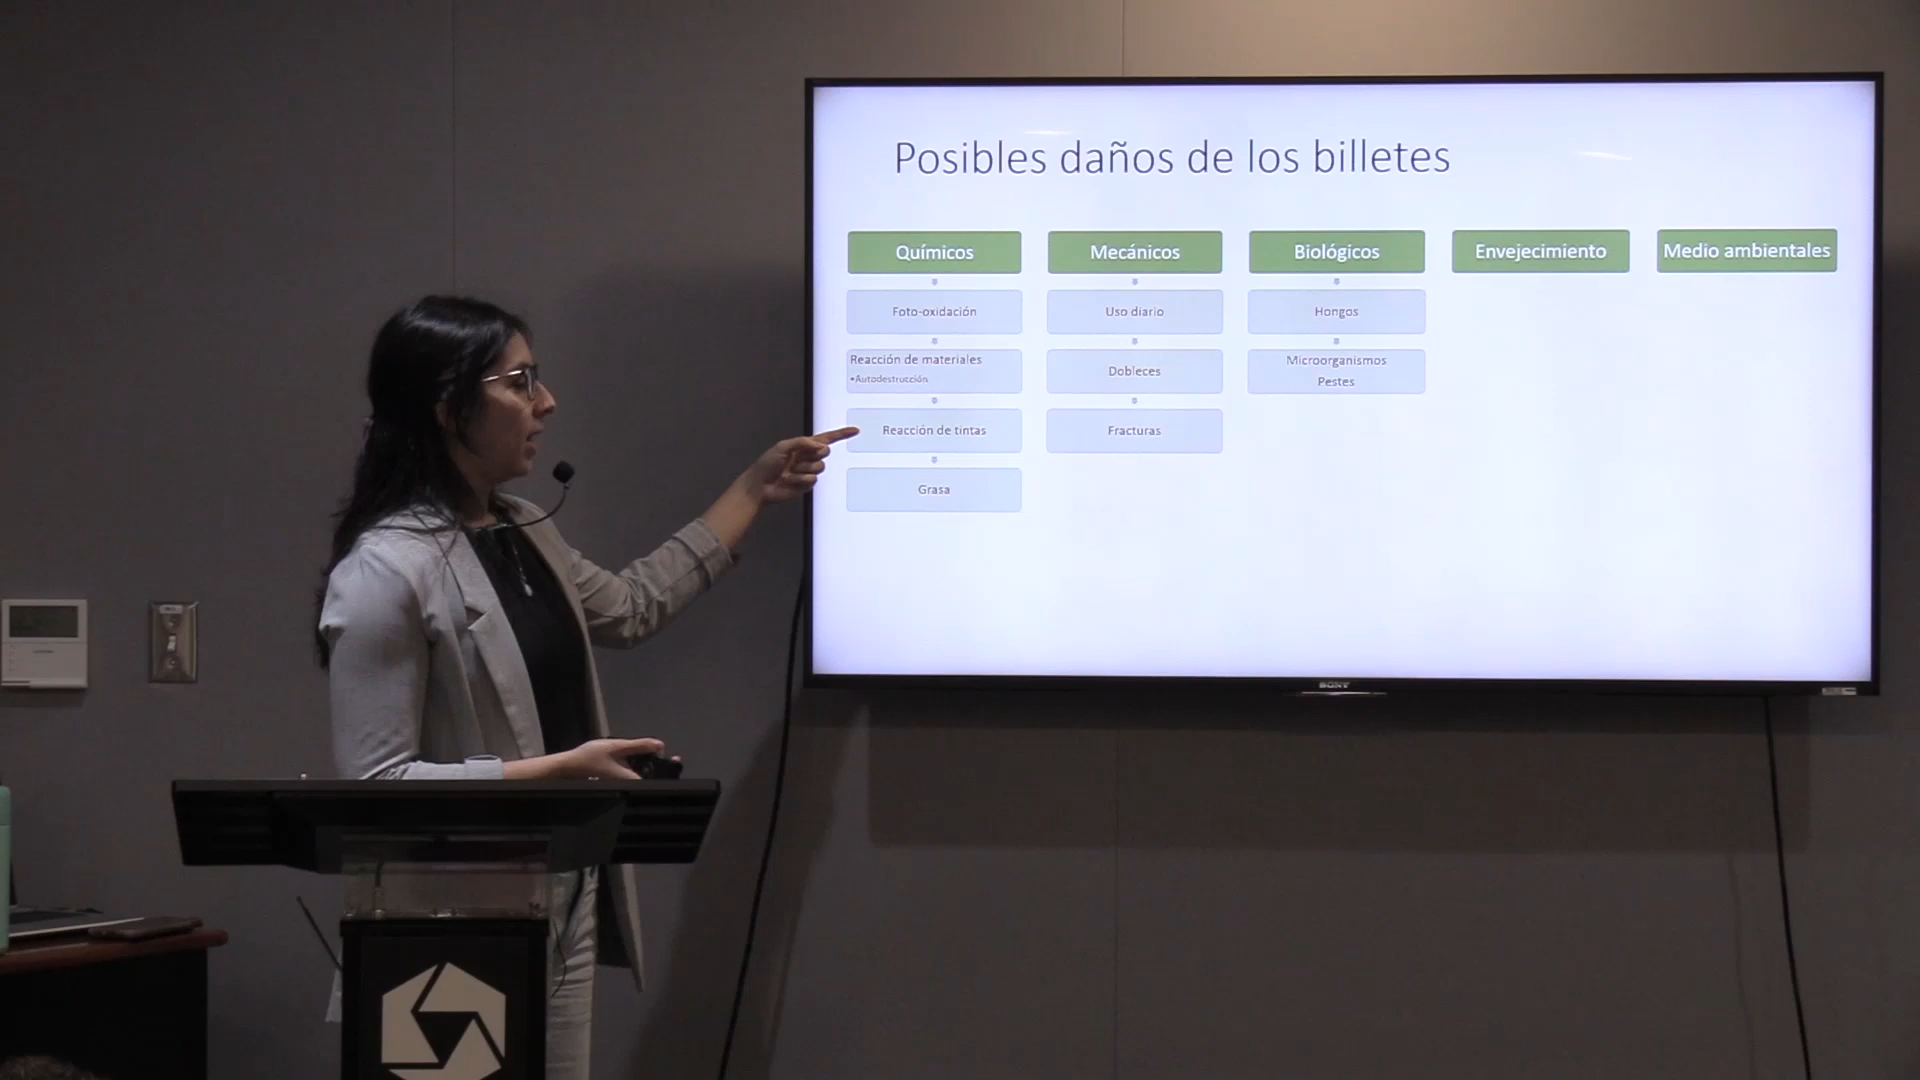 Posibles daños de los billetes
Químicos
Foto-oxidación
Reacción de materiales
•Autodestrucción
Reacción de tintas
Grasa
Mecánicos
Uso diario
Dobleces
Fracturas
Biológicos
Hongos
Microorganismos
Pestes
Envejecimiento
Medio ambientales
SONY